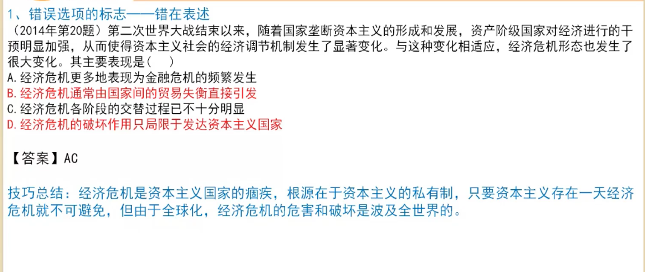 1、错误选项的标志——错在表述
(2014年第20题）第二次世界大战结束以来，随着国家垄断资本主义的形成和发展，资产阶级国家对经济进行的干
预明显加强，从而使得资本主义社会的经济调节机制发生了显著变化。与这种变化相适应，经济危机形态也发生了
很大变化。其主要表现是(　)
A.经济危机更多地表现为金融危机的频繁发生
B.经济危机通常由国家间的贸易失衡直接引发
C.经济危机各阶段的交替过程已不十分明显
D.经济危机的破坏作用只局限于发达资本主义国家
【答案】AC
技巧总结：经济危机是资本主义国家的痼疾，根源在于资本主义的私有制，只要资本主义存在一天经济
危机就不可避免，但由于全球化，经济危机的危害和破坏是波及全世界的。